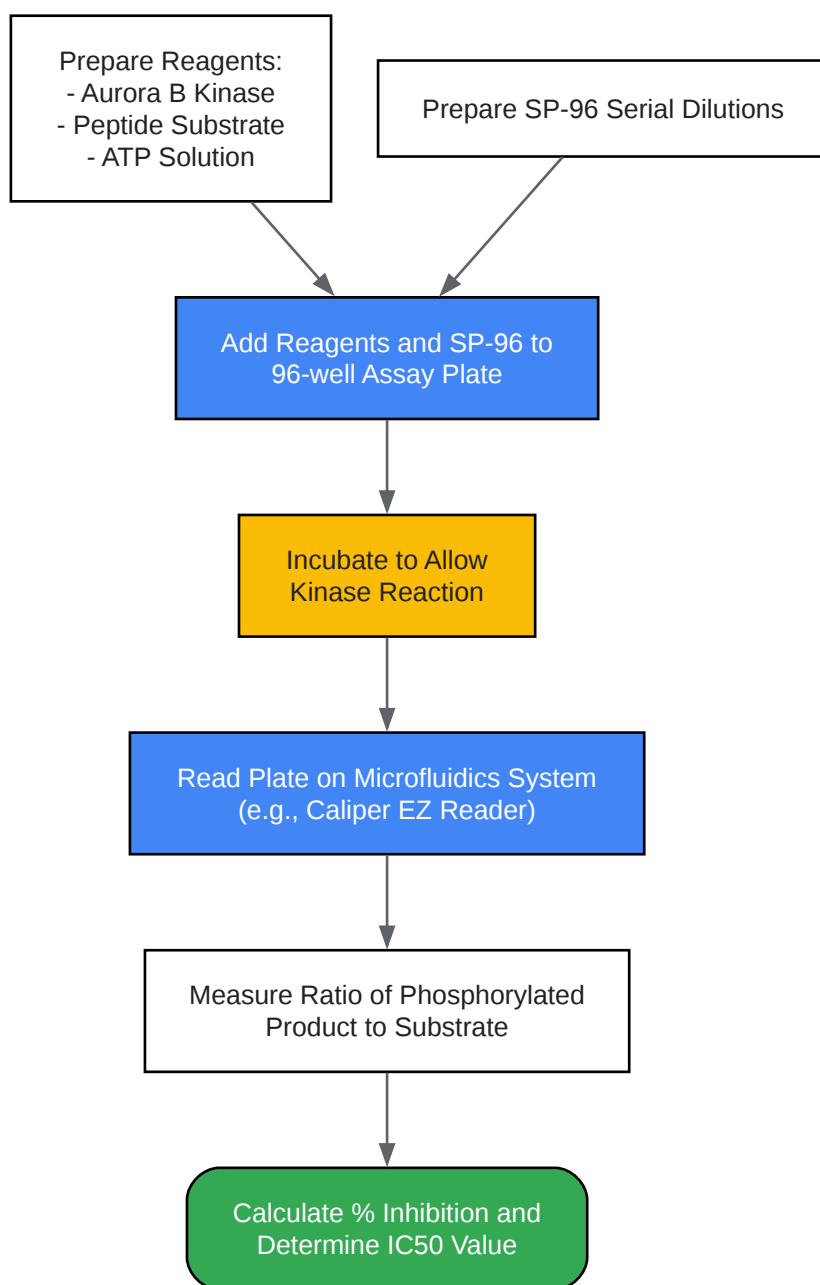 Prepare Reagents:
- Aurora B Kinase
- Peptide Substrate
- ATP Solution
Prepare SP-96 Serial Dilutions
Add Reagents and SP-96 to
96-well Assay Plate
Incubate to Allow
Kinase Reaction
Read Plate on Microfluidics System
(e.g., Caliper EZ Reader)
Measure Ratio of Phosphorylated
Product to Substrate
Calculate % Inhibition and
Determine IC50 Value